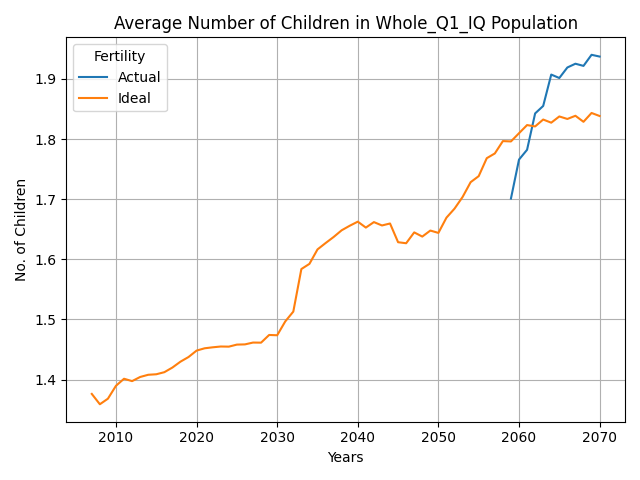 Average Number of Children in Whole_Q1_IQ Population
Fertility
Actual
Ideal
No. of Children
1.9
1.8
1.7
1.6
1.5
1.4
2010 2020 2030 2040 2050 2060 2070
Years